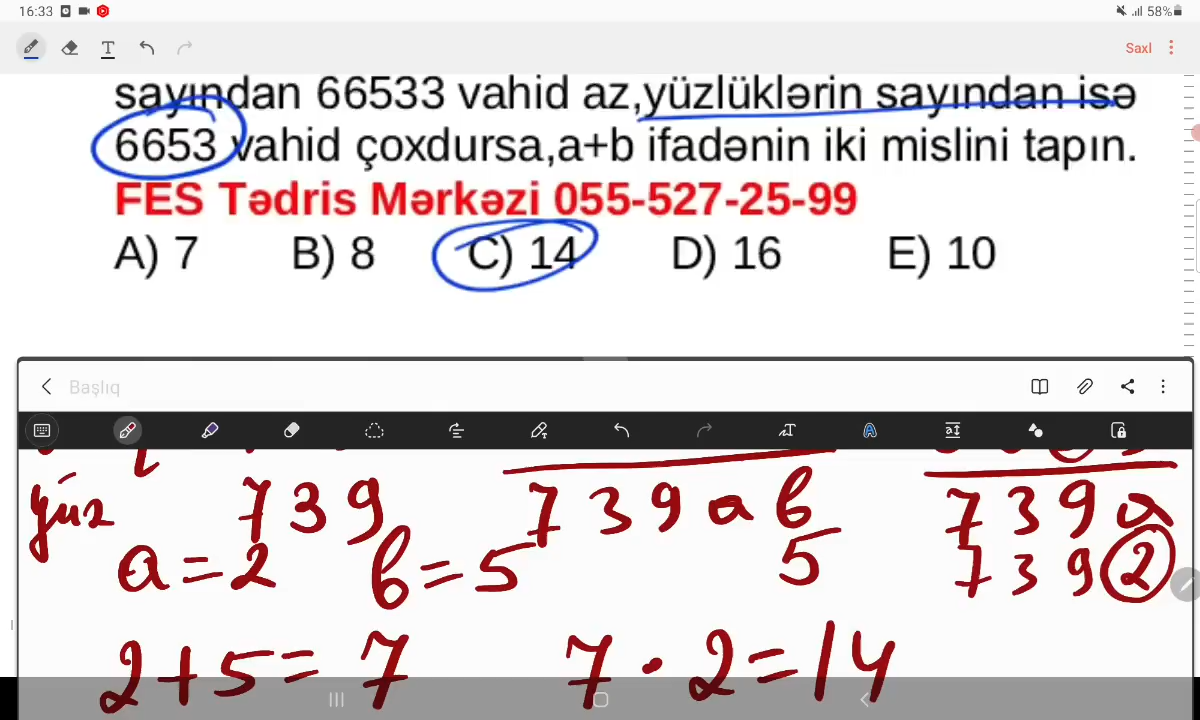 16:33 58%
Saxl
sayından 66533 vahid az,yüzlüklərin sayından isə
6653 vahid çoxdursa,a+b ifadənin iki mislini tapın.
FES Tədris Mərkəzi 055-527-25-99
A) 7 B) 8 C) 14 D) 16 E) 10
Başlıq
yüz 739 739ab 739a
a=2 b=5 5 7392
2+5=7 7·2=14